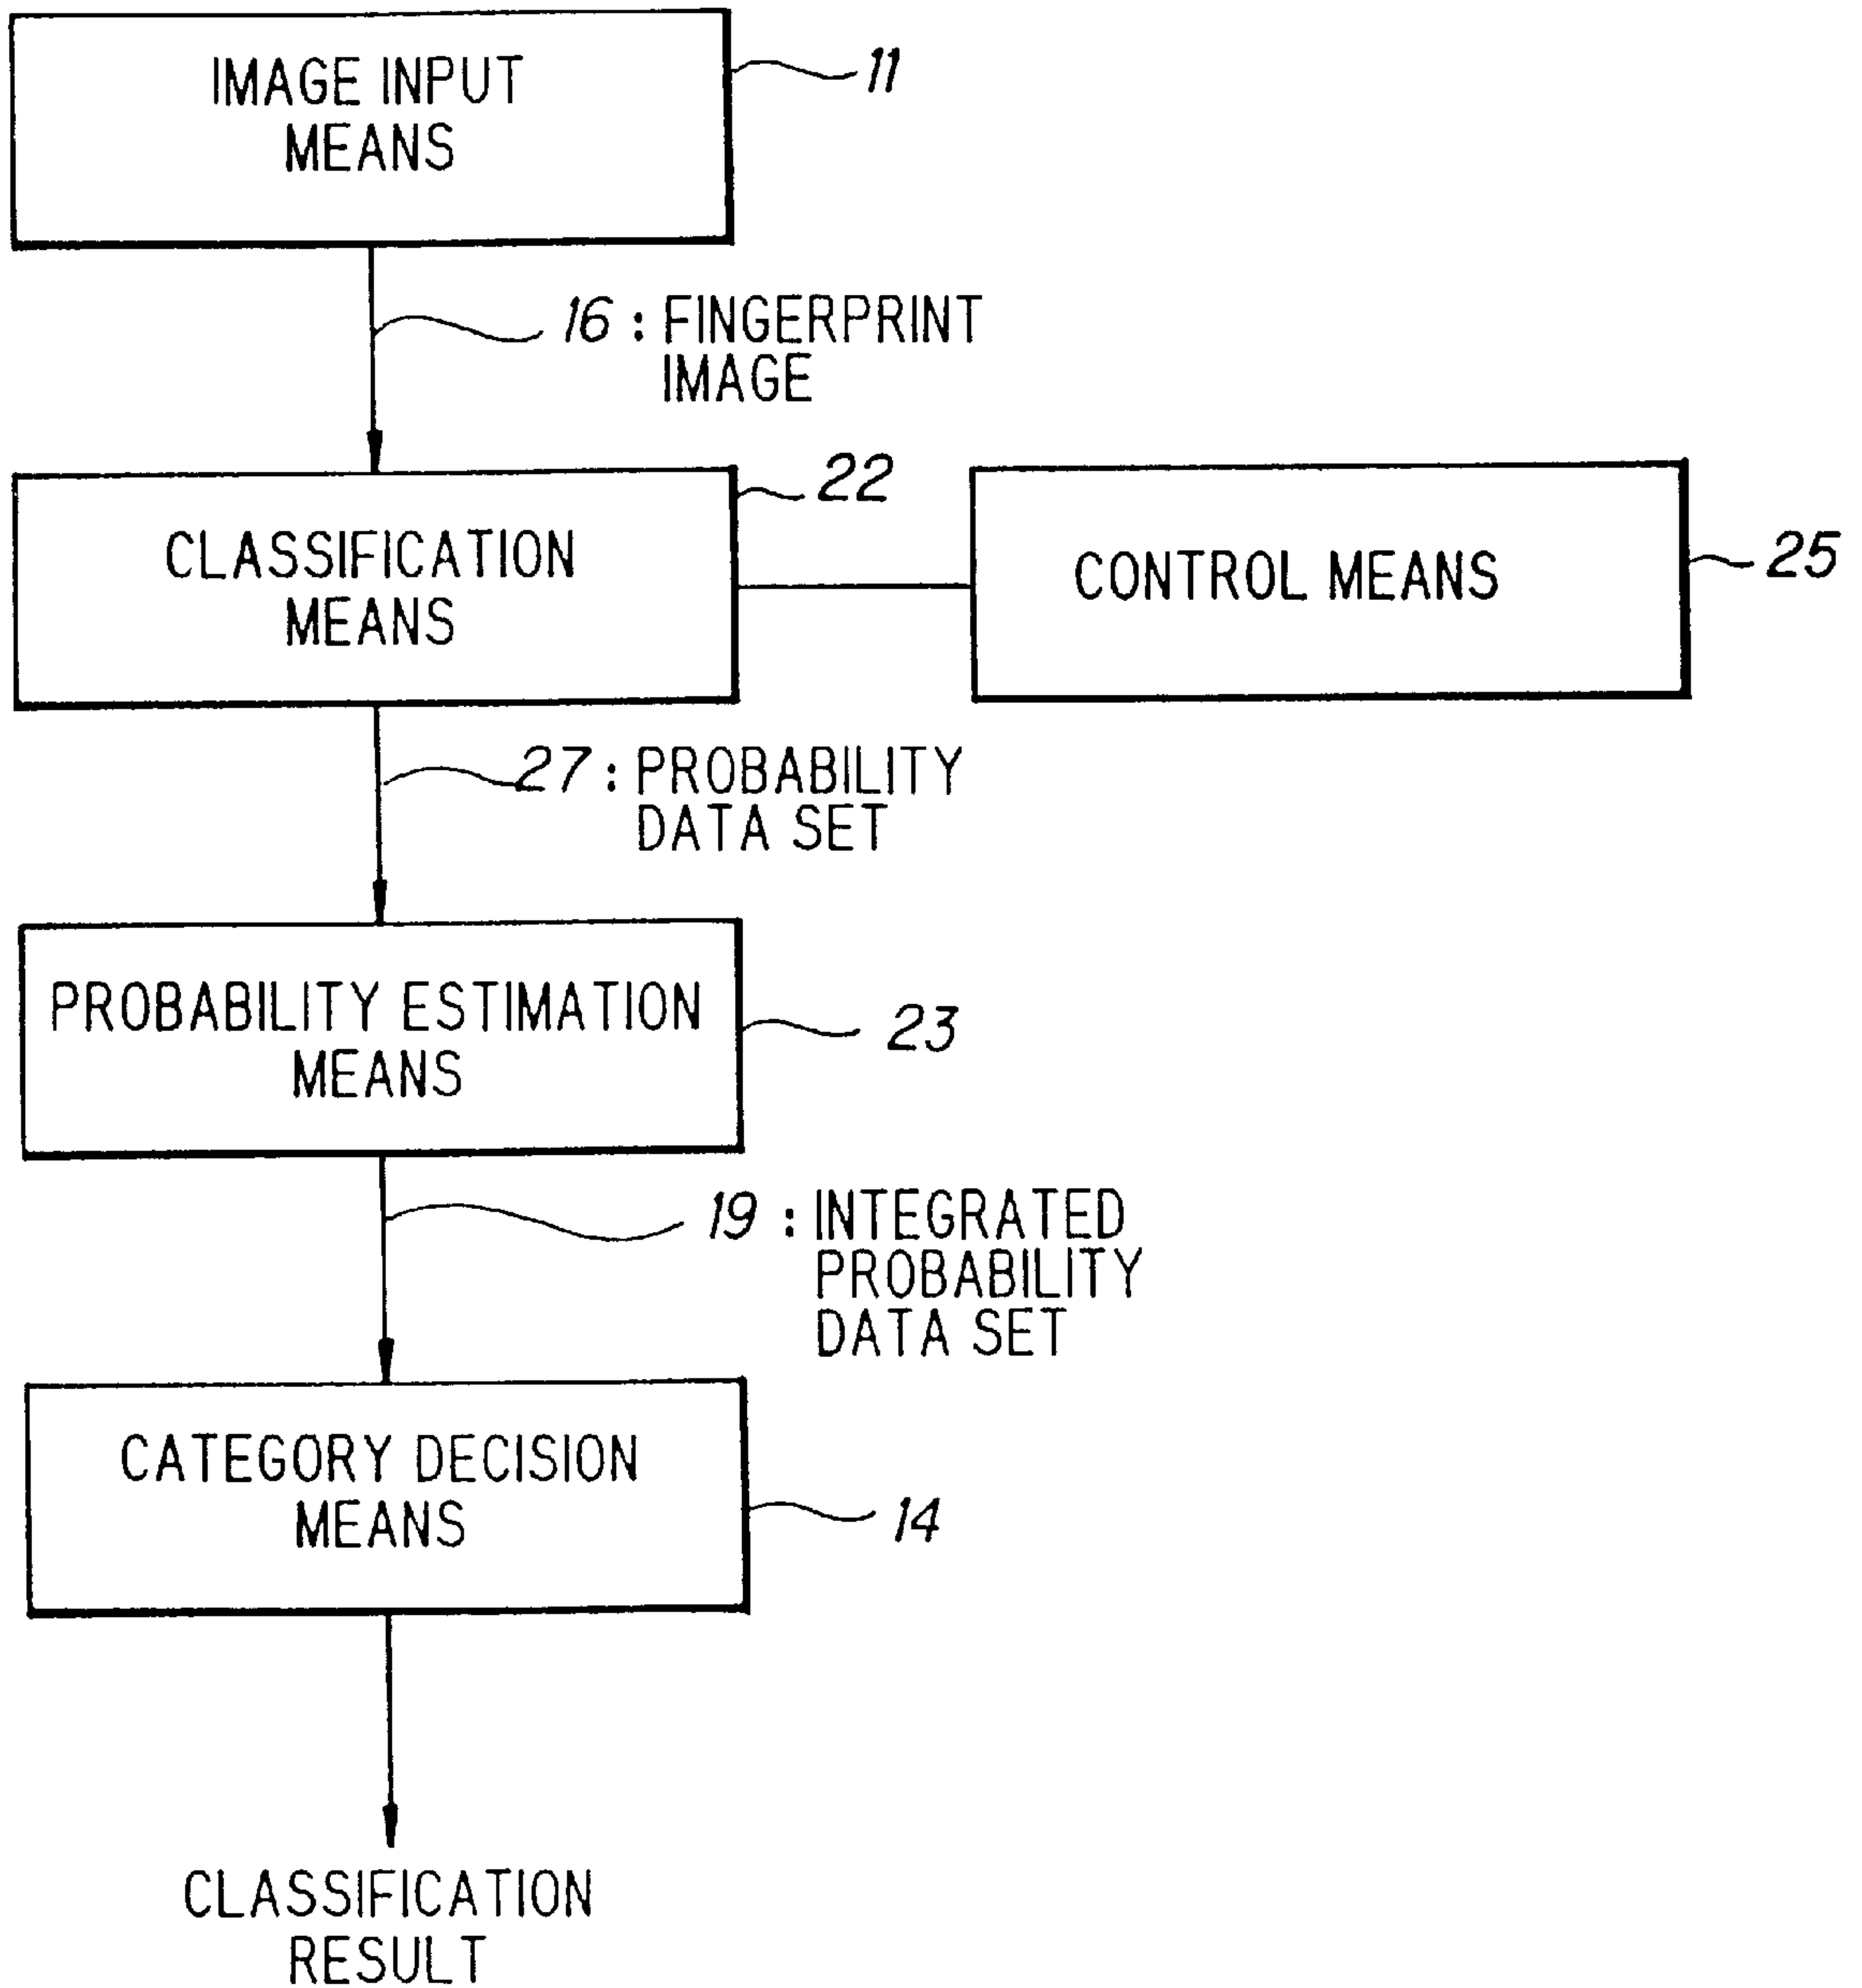 IMAGE INPUT
MEANS
11
16 : FINGERPRINT
IMAGE
CLASSIFICATION
MEANS
22
CONTROL MEANS
25
27 : PROBABILITY
DATA SET
PROBABILITY ESTIMATION
MEANS
23
19 : INTEGRATED
PROBABILITY
DATA SET
CATEGORY DECISION
MEANS
14
CLASSIFICATION
RESULT